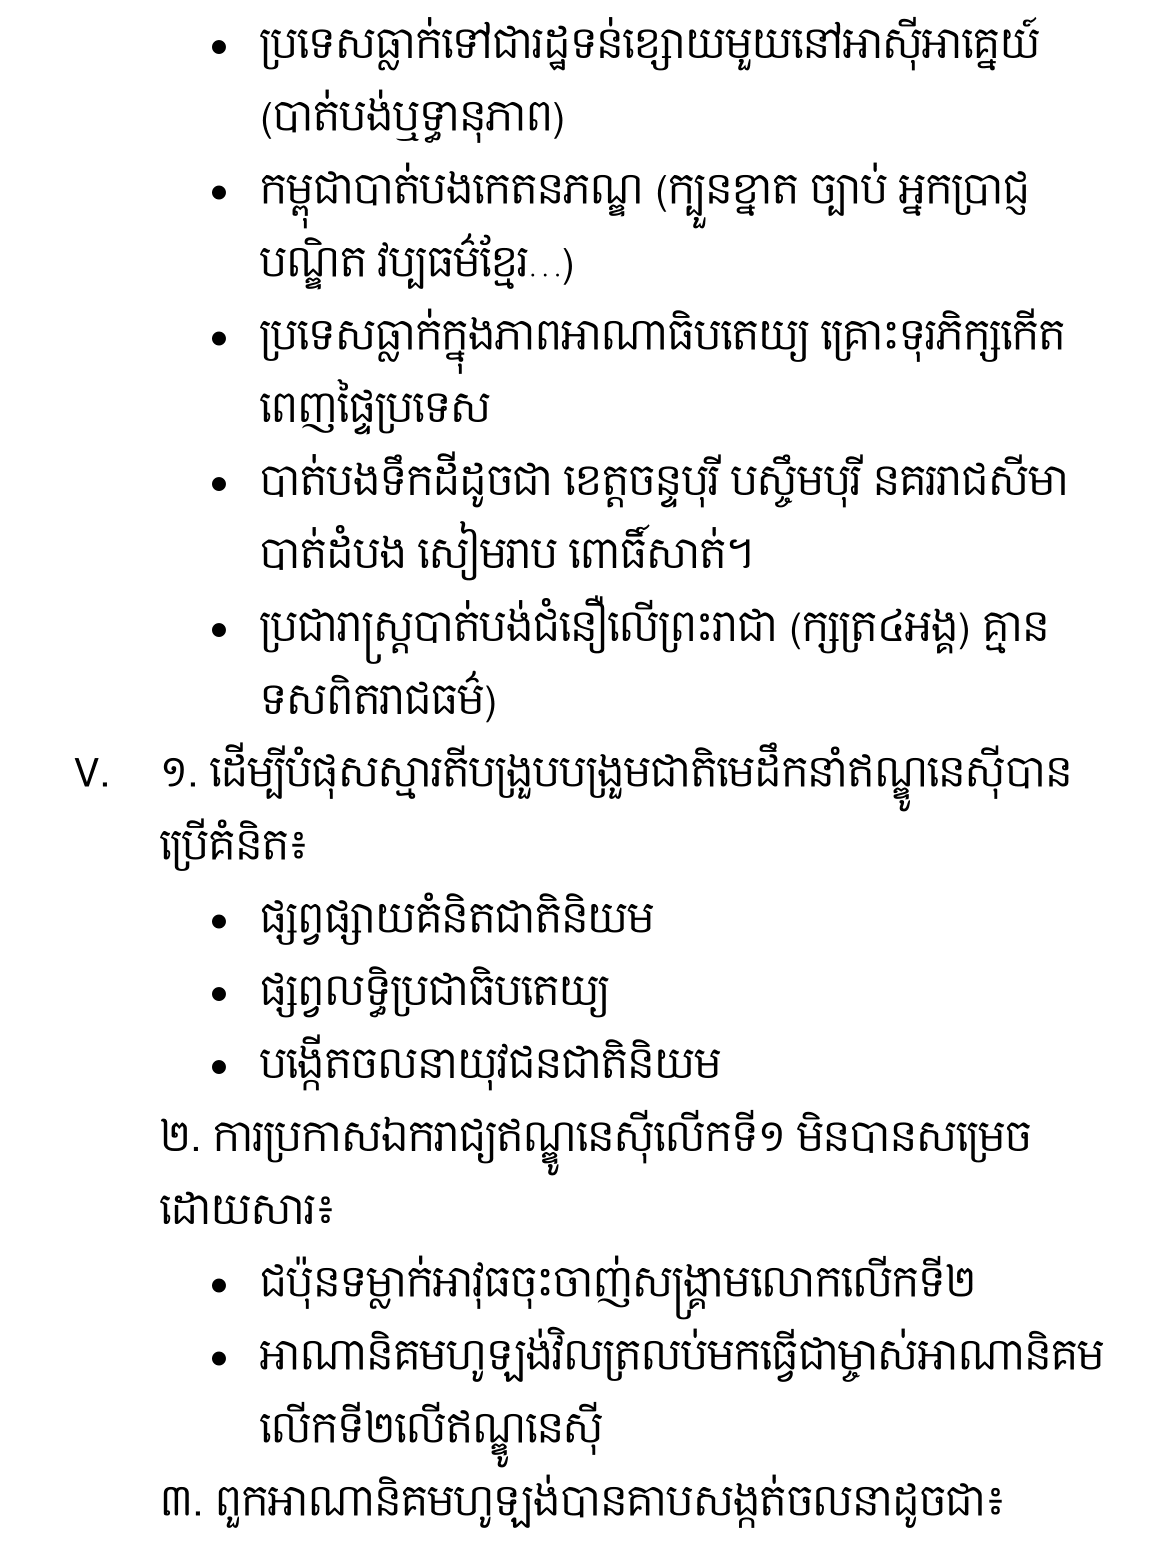 • ប្រទេសធ្លាក់ទៅជារដ្ឋទន់ខ្សោយមួយនៅអាស៊ីអាគ្នេយ៍
(បាត់បង់ឬទ្ធានុភាព)
• កម្ពុជាបាត់បងកេតនភណ្ឌ (ក្បួនខ្នាត ច្បាប់ អ្នកប្រាជ្ញ
បណ្ឌិត វប្បធម៌ខ្មែរ...)
• ប្រទេសធ្លាក់ក្នុងភាពអាណាធិបតេយ្យ គ្រោះទុរភិក្សកើត
ពេញផ្ទៃប្រទេស
• បាត់បងទឹកដីដូចជា ខេត្តចន្ទបុរី បស្ចឹមបុរី នគររាជសីមា
បាត់ដំបង សៀមរាប ពោធិ៍សាត់។
• ប្រជារាស្ត្របាត់បង់ជំនឿលើព្រះរាជា (ក្សត្រ៤អង្គ) គ្មាន
ទសពិតរាជធម៌)
V. ១. ដើម្បីបំផុសស្មារតីបង្រួបបង្រួមជាតិមេដឹកនាំឥណ្ឌូនេស៊ីបាន
ប្រើគំនិត៖
• ផ្សព្វផ្សាយគំនិតជាតិនិយម
• ផ្សព្វលទ្ធិប្រជាធិបតេយ្យ
• បង្កើតចលនាយុវជនជាតិនិយម
២. ការប្រកាសឯករាជ្យឥណ្ឌូនេស៊ីលើកទី១ មិនបានសម្រេច
ដោយសារ៖
• ជប៉ុនទម្លាក់អាវុធចុះចាញ់សង្គ្រាមលោកលើកទី២
• អាណានិគមហូឡង់វិលត្រលប់មកធ្វើជាម្ចាស់អាណានិគម
លើកទី២លើឥណ្ឌូនេស៊ី
៣. ពួកអាណានិគមហូឡង់បានគាបសង្កត់ចលនាដូចជា៖